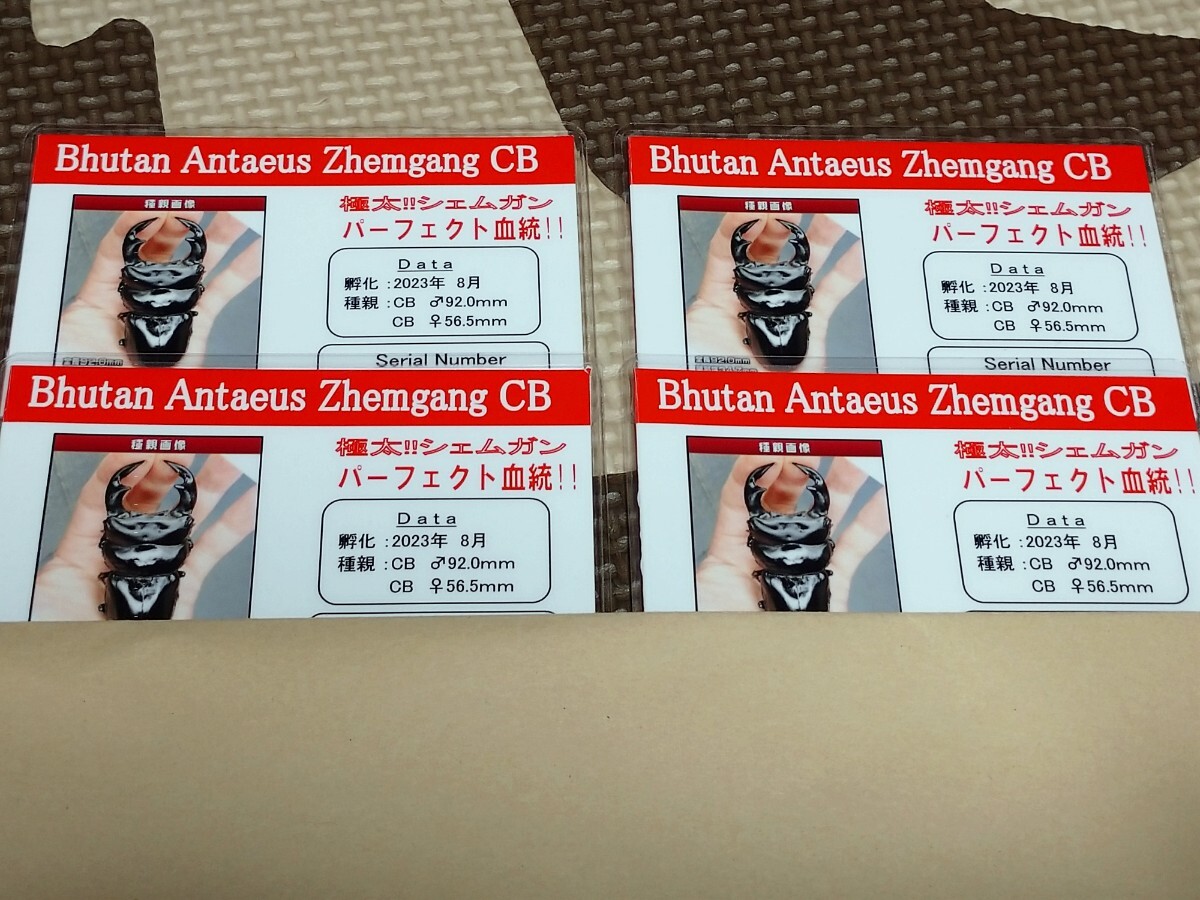 Bhutan Antaeus Zhemgang CB
種親画像
極太!!シェムガン
パーフェクト血統!!
Data
孵化:2023年 8月
種親:CB ♂92.0mm
CB ♀56.5mm
Serial Number
Bhutan Antaeus Zhemgang CB
種親画像
極太!!シェムガン
パーフェクト血統!!
Data
孵化:2023年 8月
種親:CB ♂92.0mm
CB ♀56.5mm
Serial Number
Bhutan Antaeus Zhemgang CB
種親画像
極太!!シェムガン
パーフェクト血統!!
Data
孵化:2023年 8月
種親:CB ♂92.0mm
CB ♀56.5mm
Bhutan Antaeus Zhemgang CB
種親画像
極太!!シェムガン
パーフェクト血統!!
Data
孵化:2023年 8月
種親:CB ♂92.0mm
CB ♀56.5mm